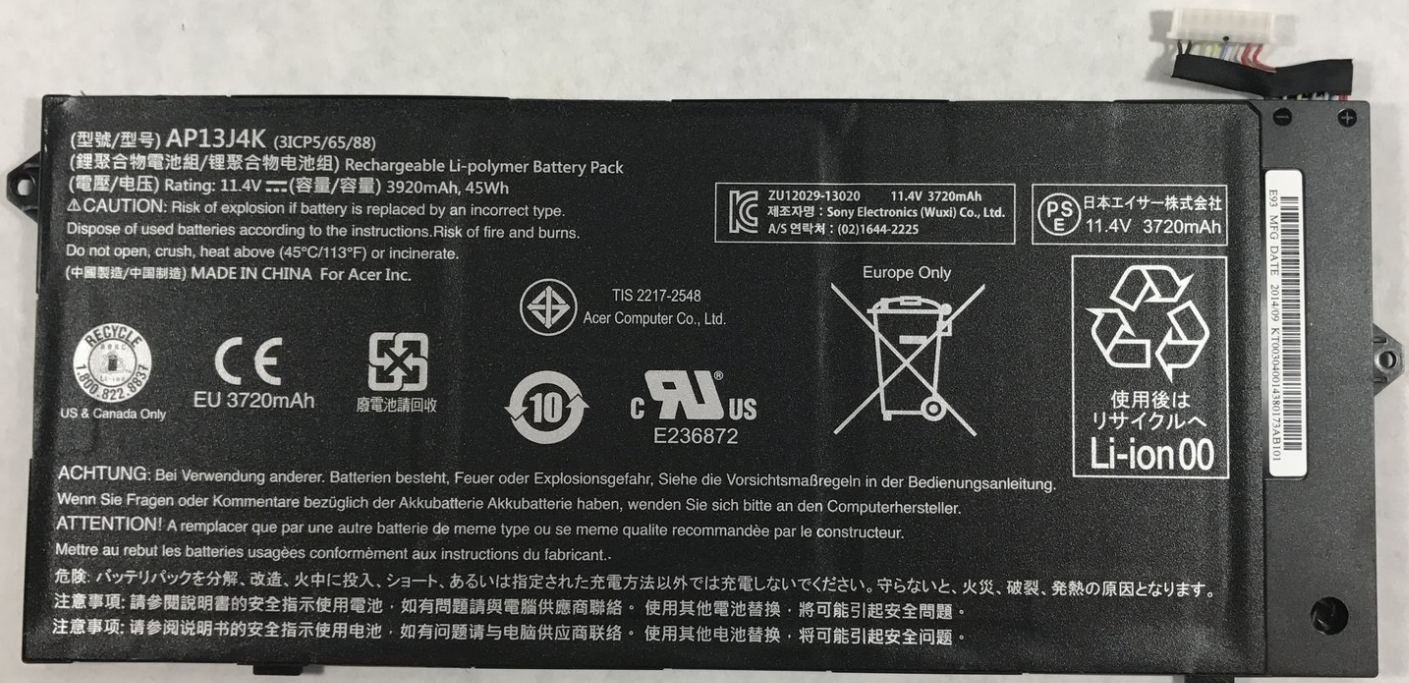 (型號/型号) AP13J4K (3ICP5/65/88)
(鋰聚合物電池組/锂聚合物电池组) Rechargeable Li-polymer Battery Pack
(電壓/电压) Rating: 11.4V ⎓ (容量/容量) 3920mAh, 45Wh
⚠CAUTION: Risk of explosion if battery is replaced by an incorrect type.
Dispose of used batteries according to the instructions.Risk of fire and burns.
Do not open, crush, heat above (45°C/113°F) or incinerate.
(中國製造/中国制造) MADE IN CHINA For Acer Inc.
ZU12029-13020 11.4V 3720mAh
제조자명 : Sony Electronics (Wuxi) Co., Ltd.
A/S 연락처 : (02)1644-2225
PS
E
日本エイサー株式会社
11.4V 3720mAh
E93 MFG DATE 2014/09 KT003040014380173AB101
TIS 2217-2548
Acer Computer Co., Ltd.
Europe Only
RECYCLE
Li-ion
1.800.822.8837
US & Canada Only
CE
EU 3720mAh
廢電池請回收
10
C RU® US
E236872
使用後は
リサイクルへ
Li-ion 00
ACHTUNG: Bei Verwendung anderer. Batterien besteht, Feuer oder Explosionsgefahr, Siehe die Vorsichtsmaßregeln in der Bedienungsanleitung.
Wenn Sie Fragen oder Kommentare bezüglich der Akkubatterie Akkubatterie haben, wenden Sie sich bitte an den Computerhersteller.
ATTENTION! A remplacer que par une autre batterie de meme type ou se meme qualite recommandèe par le constructeur.
Mettre au rebut les batteries usagèes conformèment aux instructions du fabricant..
危険: バッテリパックを分解、改造、火中に投入、ショート、あるいは指定された充電方法以外では充電しないでください。守らないと、火災、破裂、発熱の原因となります。
注意事項: 請參閱說明書的安全指示使用電池，如有問題請與電腦供應商聯絡。 使用其他電池替換，將可能引起安全問題。
注意事项: 请参阅说明书的安全指示使用电池，如有问题请与电脑供应商联络。 使用其他电池替换，将可能引起安全问题。